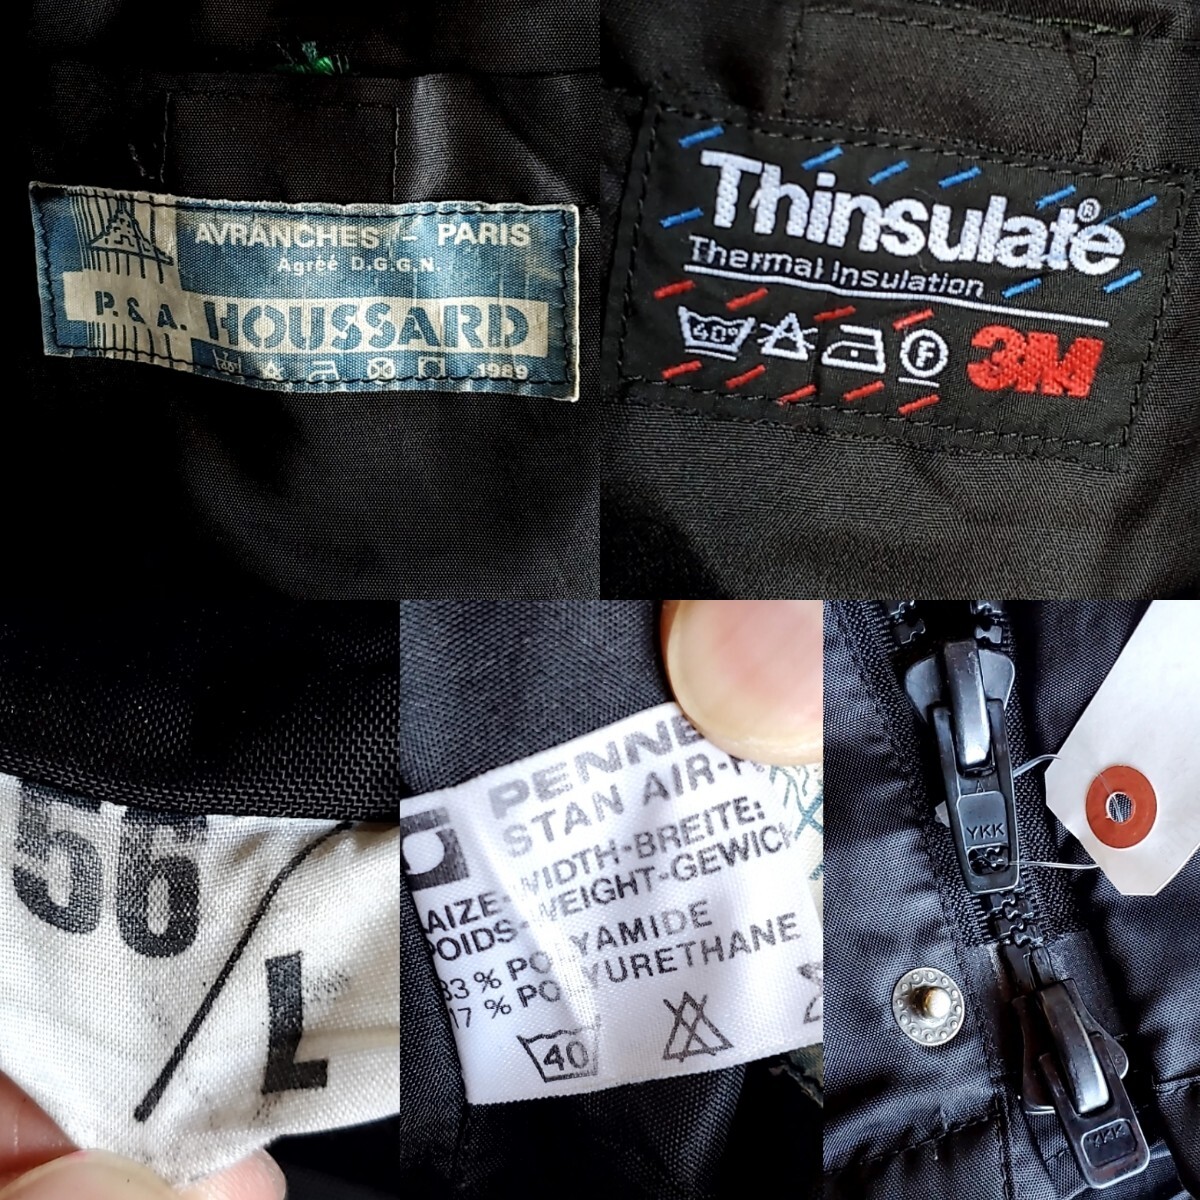 AVRANCHES - PARIS
Agréé D.G.G.N.
P. & A. HOUSSARD
1989
Thinsulate®
Thermal Insulation
40° F 3M
56/L
STAN AIR-
LAIZE- WIDTH-BREITE:
POIDS-WEIGHT-GEWICH
83 % POLYAMIDE
17 % POLYURETHANE
40
A
YKK
YKK